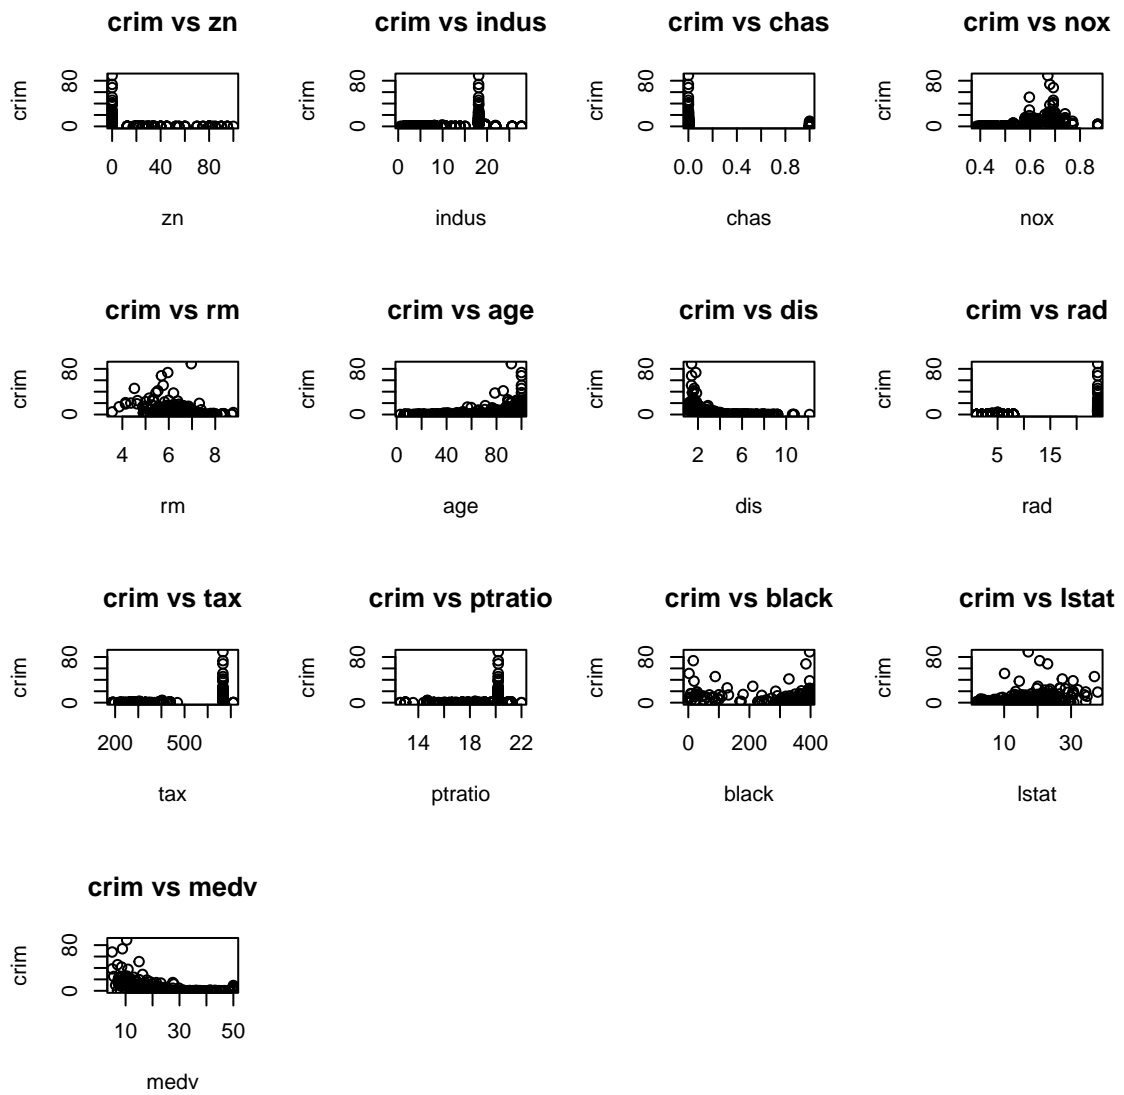 crim vs zn
crim
0 80
0 40 80
zn
crim vs indus
crim
0 80
0 10 20
indus
crim vs chas
crim
0 80
0.0 0.4 0.8
chas
crim vs nox
crim
0 80
0.4 0.6 0.8
nox
crim vs rm
crim
0 80
4 6 8
rm
crim vs age
crim
0 80
0 40 80
age
crim vs dis
crim
0 80
2 6 10
dis
crim vs rad
crim
0 80
5 15
rad
crim vs tax
crim
0 80
200 500
tax
crim vs ptratio
crim
0 80
14 18 22
ptratio
crim vs black
crim
0 80
0 200 400
black
crim vs lstat
crim
0 80
10 30
lstat
crim vs medv
crim
0 80
10 30 50
medv